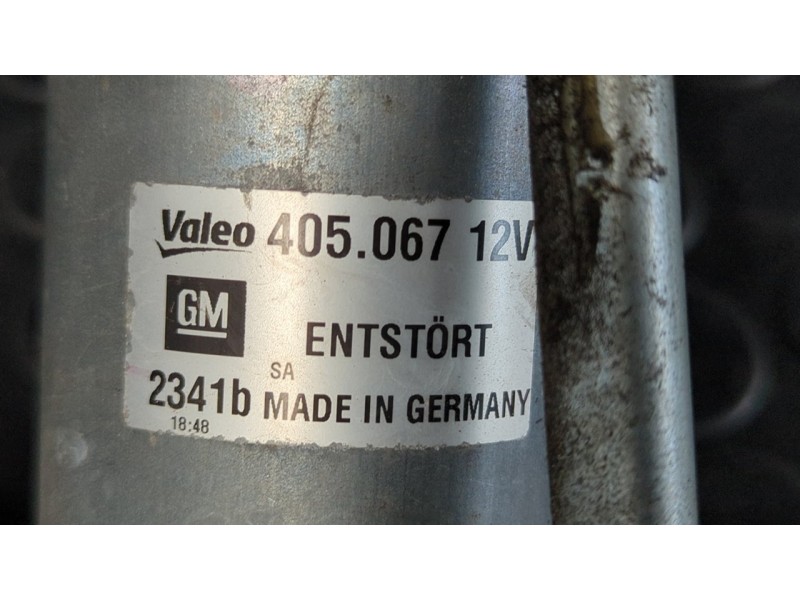 Valeo 405.067 12V
GM ENTSTÖRT
SA
2341b MADE IN GERMANY
18:48